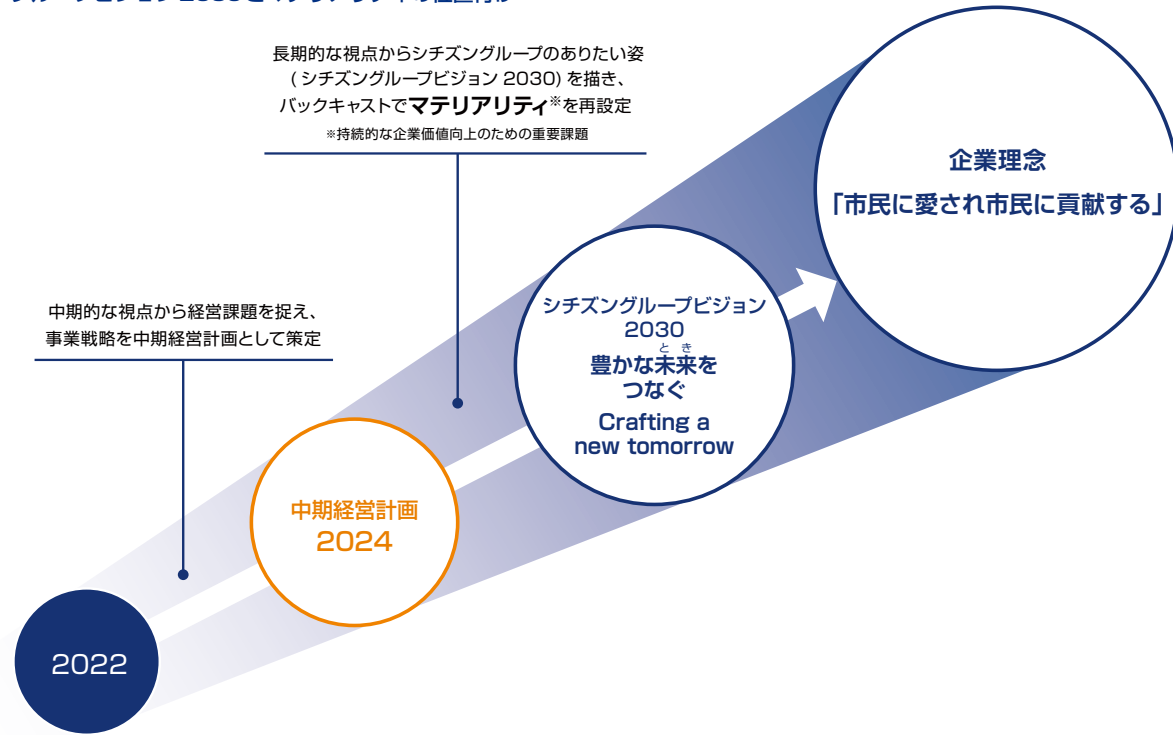 長期的な視点からシチズングループのありたい姿
( シチズングループビジョン 2030) を描き、
バックキャストでマテリアリティ※を再設定
※持続的な企業価値向上のための重要課題
企業理念
「市民に愛され市民に貢献する」
中期的な視点から経営課題を捉え、
事業戦略を中期経営計画として策定
シチズングループビジョン
2030
とき
豊かな未来を
つなぐ
Crafting a
new tomorrow
中期経営計画
2024
2022